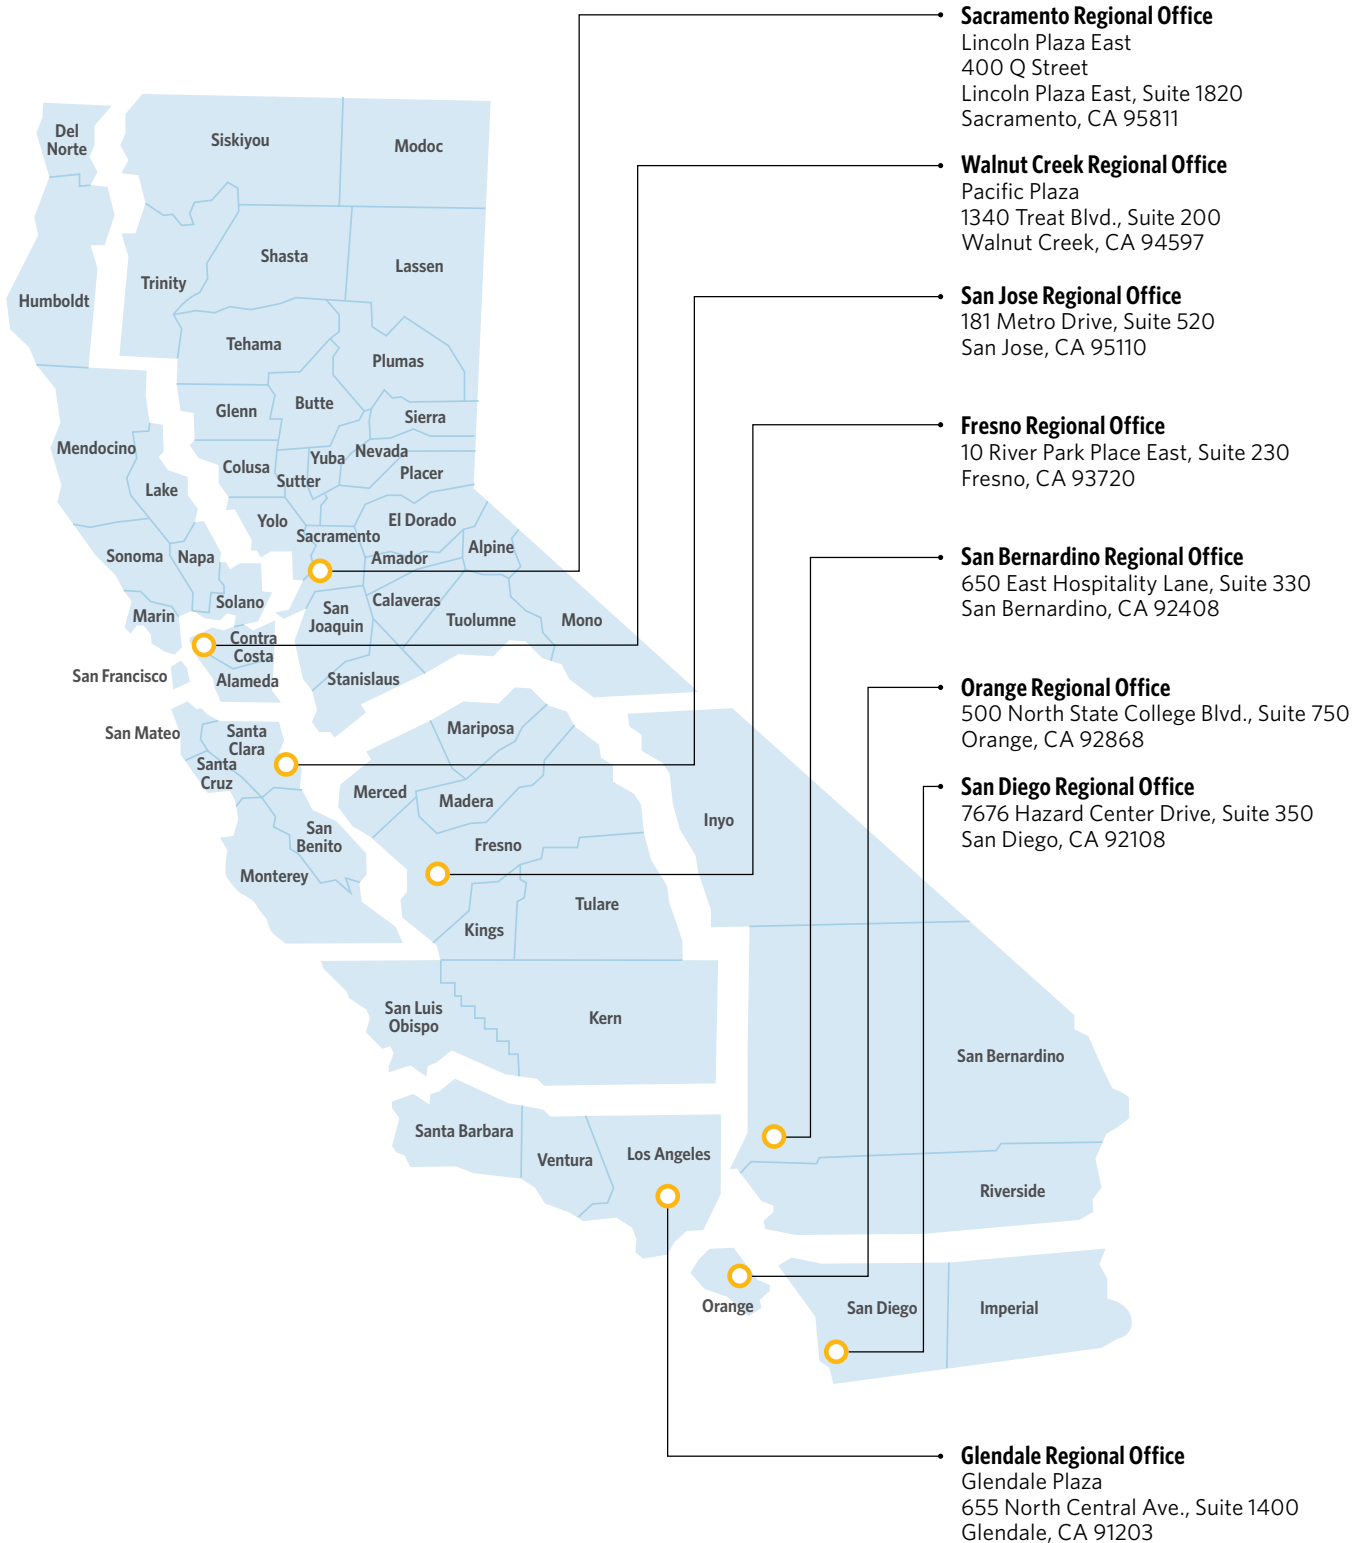 Sacramento Regional Office
Lincoln Plaza East
400 Q Street
Lincoln Plaza East, Suite 1820
Sacramento, CA 95811
Walnut Creek Regional Office
Pacific Plaza
1340 Treat Blvd., Suite 200
Walnut Creek, CA 94597
San Jose Regional Office
181 Metro Drive, Suite 520
San Jose, CA 95110
Fresno Regional Office
10 River Park Place East, Suite 230
Fresno, CA 93720
San Bernardino Regional Office
650 East Hospitality Lane, Suite 330
San Bernardino, CA 92408
Orange Regional Office
500 North State College Blvd., Suite 750
Orange, CA 92868
San Diego Regional Office
7676 Hazard Center Drive, Suite 350
San Diego, CA 92108
Glendale Regional Office
Glendale Plaza
655 North Central Ave., Suite 1400
Glendale, CA 91203
Del
Norte
Siskiyou
Modoc
Humboldt
Trinity
Shasta
Lassen
Tehama
Plumas
Glenn
Butte
Sierra
Mendocino
Lake
Colusa
Sutter
Yuba
Nevada
Placer
Yolo
El Dorado
Sacramento
Sonoma
Napa
Amador
Alpine
Solano
Marin
San
Joaquin
Calaveras
Tuolumne
Mono
Contra
Costa
San Francisco
Alameda
Stanislaus
San Mateo
Santa
Clara
Santa
Cruz
Mariposa
Merced
Madera
San
Benito
Fresno
Inyo
Monterey
Kings
Tulare
San Luis
Obispo
Kern
San Bernardino
Santa Barbara
Ventura
Los Angeles
Riverside
Orange
San Diego
Imperial